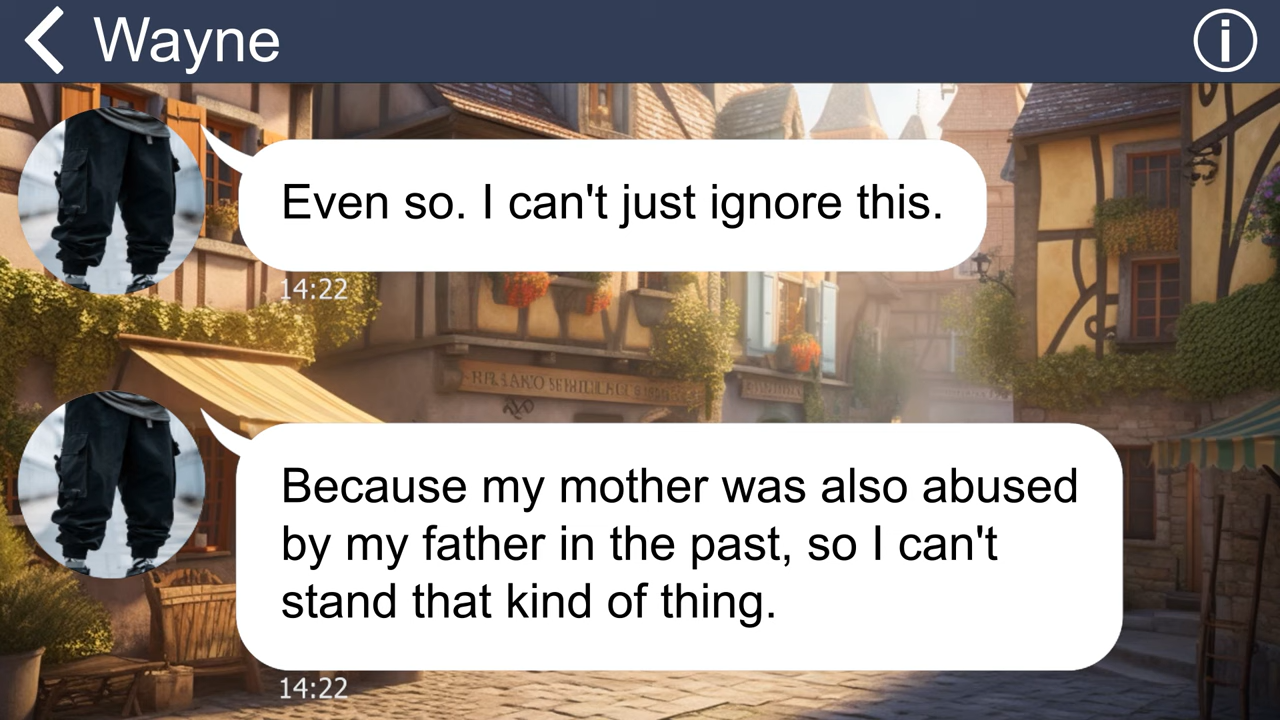 Wayne
Even so. I can't just ignore this.
14:22
Because my mother was also abused
by my father in the past, so I can't
stand that kind of thing.
14:22